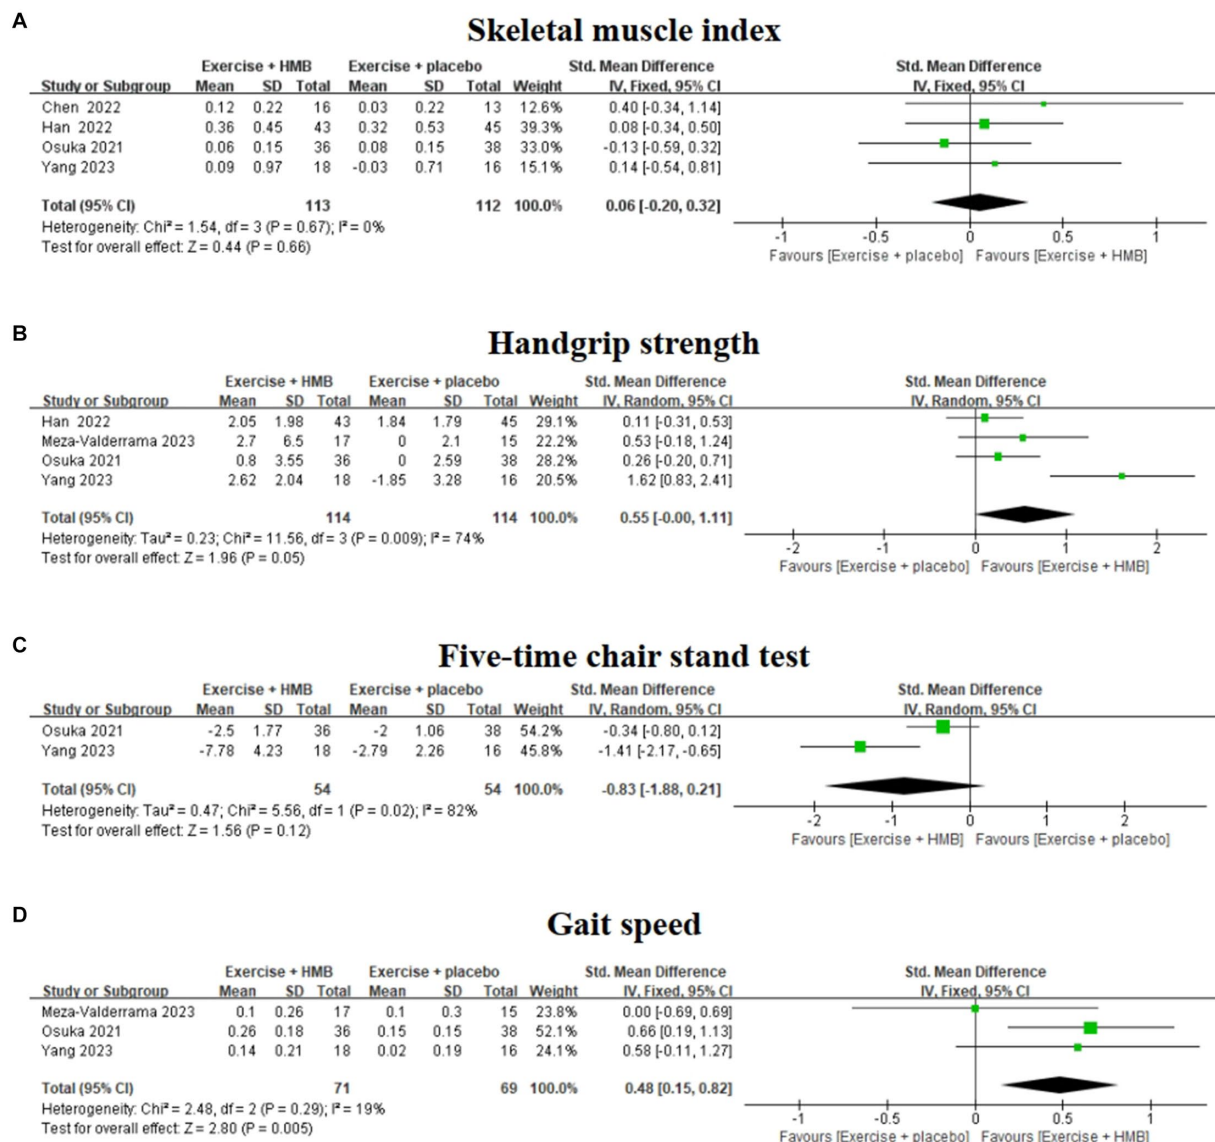 A
Skeletal muscle index
Exercise + HMB Exercise + placebo Std. Mean Difference Std. Mean Difference
Study or Subgroup Mean SD Total Mean SD Total Weight IV, Fixed, 95% CI IV, Fixed, 95% CI
Chen 2022 0.12 0.22 16 0.03 0.22 13 12.6% 0.40 [-0.34, 1.14]
Han 2022 0.36 0.45 43 0.32 0.53 45 39.3% 0.08 [-0.34, 0.50]
Osuka 2021 0.06 0.15 36 0.08 0.15 38 33.0% -0.13 [-0.59, 0.32]
Yang 2023 0.09 0.97 18 -0.03 0.71 16 15.1% 0.14 [-0.54, 0.81]
Total (95% CI) 113 112 100.0% 0.06 [-0.20, 0.32]
Heterogeneity: Chi² = 1.54, df = 3 (P = 0.67); I² = 0%
Test for overall effect: Z = 0.44 (P = 0.66)
-1 -0.5 0 0.5 1
Favours [Exercise + placebo] Favours [Exercise + HMB]
B
Handgrip strength
Exercise + HMB Exercise + placebo Std. Mean Difference Std. Mean Difference
Study or Subgroup Mean SD Total Mean SD Total Weight IV, Random, 95% CI IV, Random, 95% CI
Han 2022 2.05 1.98 43 1.84 1.79 45 29.1% 0.11 [-0.31, 0.53]
Meza-Valderrama 2023 2.7 6.5 17 0 2.1 15 22.2% 0.53 [-0.18, 1.24]
Osuka 2021 0.8 3.55 36 0 2.59 38 28.2% 0.26 [-0.20, 0.71]
Yang 2023 2.62 2.04 18 -1.85 3.28 16 20.5% 1.62 [0.83, 2.41]
Total (95% CI) 114 114 100.0% 0.55 [-0.00, 1.11]
Heterogeneity: Tau² = 0.23; Chi² = 11.56, df = 3 (P = 0.009); I² = 74%
Test for overall effect: Z = 1.96 (P = 0.05)
-2 -1 0 1 2
Favours [Exercise + placebo] Favours [Exercise + HMB]
C
Five-time chair stand test
Exercise + HMB Exercise + placebo Std. Mean Difference Std. Mean Difference
Study or Subgroup Mean SD Total Mean SD Total Weight IV, Random, 95% CI IV, Random, 95% CI
Osuka 2021 -2.5 1.77 36 -2 1.06 38 54.2% -0.34 [-0.80, 0.12]
Yang 2023 -7.78 4.23 18 -2.79 2.26 16 45.8% -1.41 [-2.17, -0.65]
Total (95% CI) 54 54 100.0% -0.83 [-1.88, 0.21]
Heterogeneity: Tau² = 0.47; Chi² = 5.56, df = 1 (P = 0.02); I² = 82%
Test for overall effect: Z = 1.56 (P = 0.12)
-2 -1 0 1 2
Favours [Exercise + HMB] Favours [Exercise + placebo]
D
Gait speed
Exercise + HMB Exercise + placebo Std. Mean Difference Std. Mean Difference
Study or Subgroup Mean SD Total Mean SD Total Weight IV, Fixed, 95% CI IV, Fixed, 95% CI
Meza-Valderrama 2023 0.1 0.26 17 0.1 0.3 15 23.8% 0.00 [-0.69, 0.69]
Osuka 2021 0.26 0.18 36 0.15 0.15 38 52.1% 0.66 [0.19, 1.13]
Yang 2023 0.14 0.21 18 0.02 0.19 16 24.1% 0.58 [-0.11, 1.27]
Total (95% CI) 71 69 100.0% 0.48 [0.15, 0.82]
Heterogeneity: Chi² = 2.48, df = 2 (P = 0.29); I² = 19%
Test for overall effect: Z = 2.80 (P = 0.005)
-1 -0.5 0 0.5 1
Favours [Exercise + placebo] Favours [Exercise + HMB]